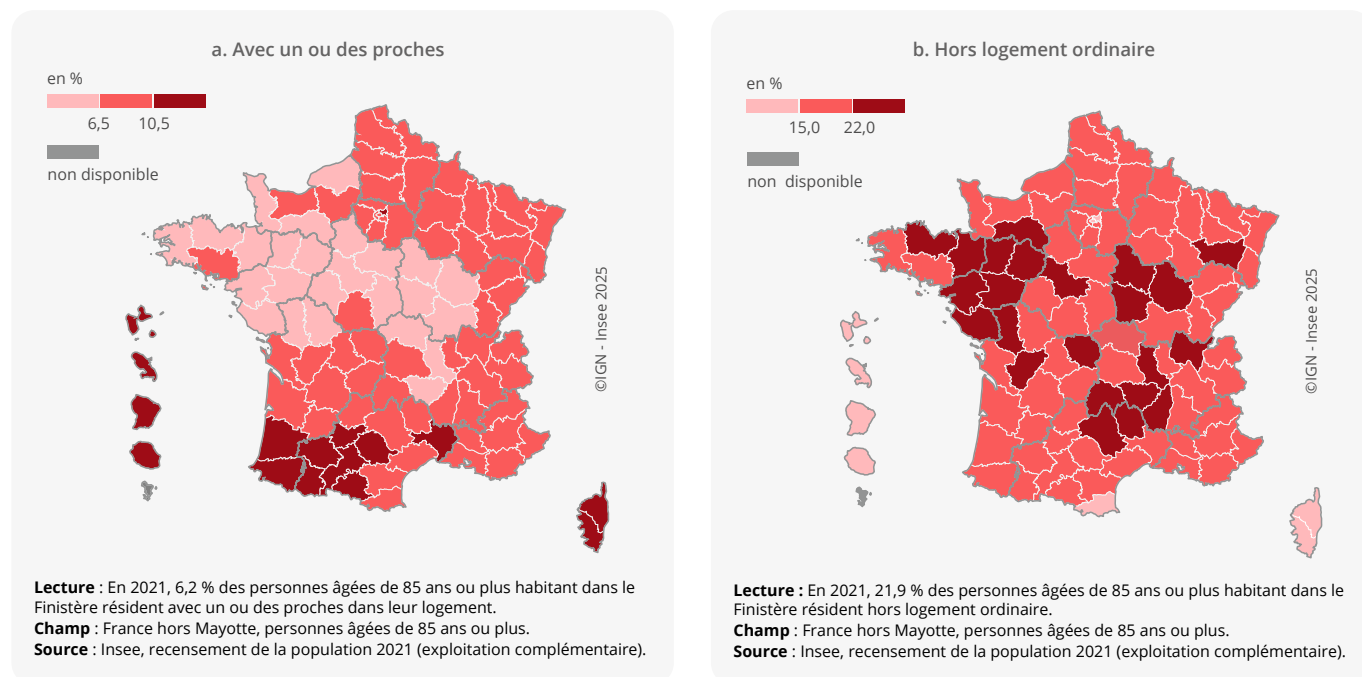 a. Avec un ou des proches
en %
6,5 10,5
non disponible
©IGN - Insee 2025
Lecture : En 2021, 6,2 % des personnes âgées de 85 ans ou plus habitant dans le
Finistère résident avec un ou des proches dans leur logement.
Champ : France hors Mayotte, personnes âgées de 85 ans ou plus.
Source : Insee, recensement de la population 2021 (exploitation complémentaire).
b. Hors logement ordinaire
en %
15,0 22,0
non disponible
©IGN - Insee 2025
Lecture : En 2021, 21,9 % des personnes âgées de 85 ans ou plus habitant dans le
Finistère résident hors logement ordinaire.
Champ : France hors Mayotte, personnes âgées de 85 ans ou plus.
Source : Insee, recensement de la population 2021 (exploitation complémentaire).